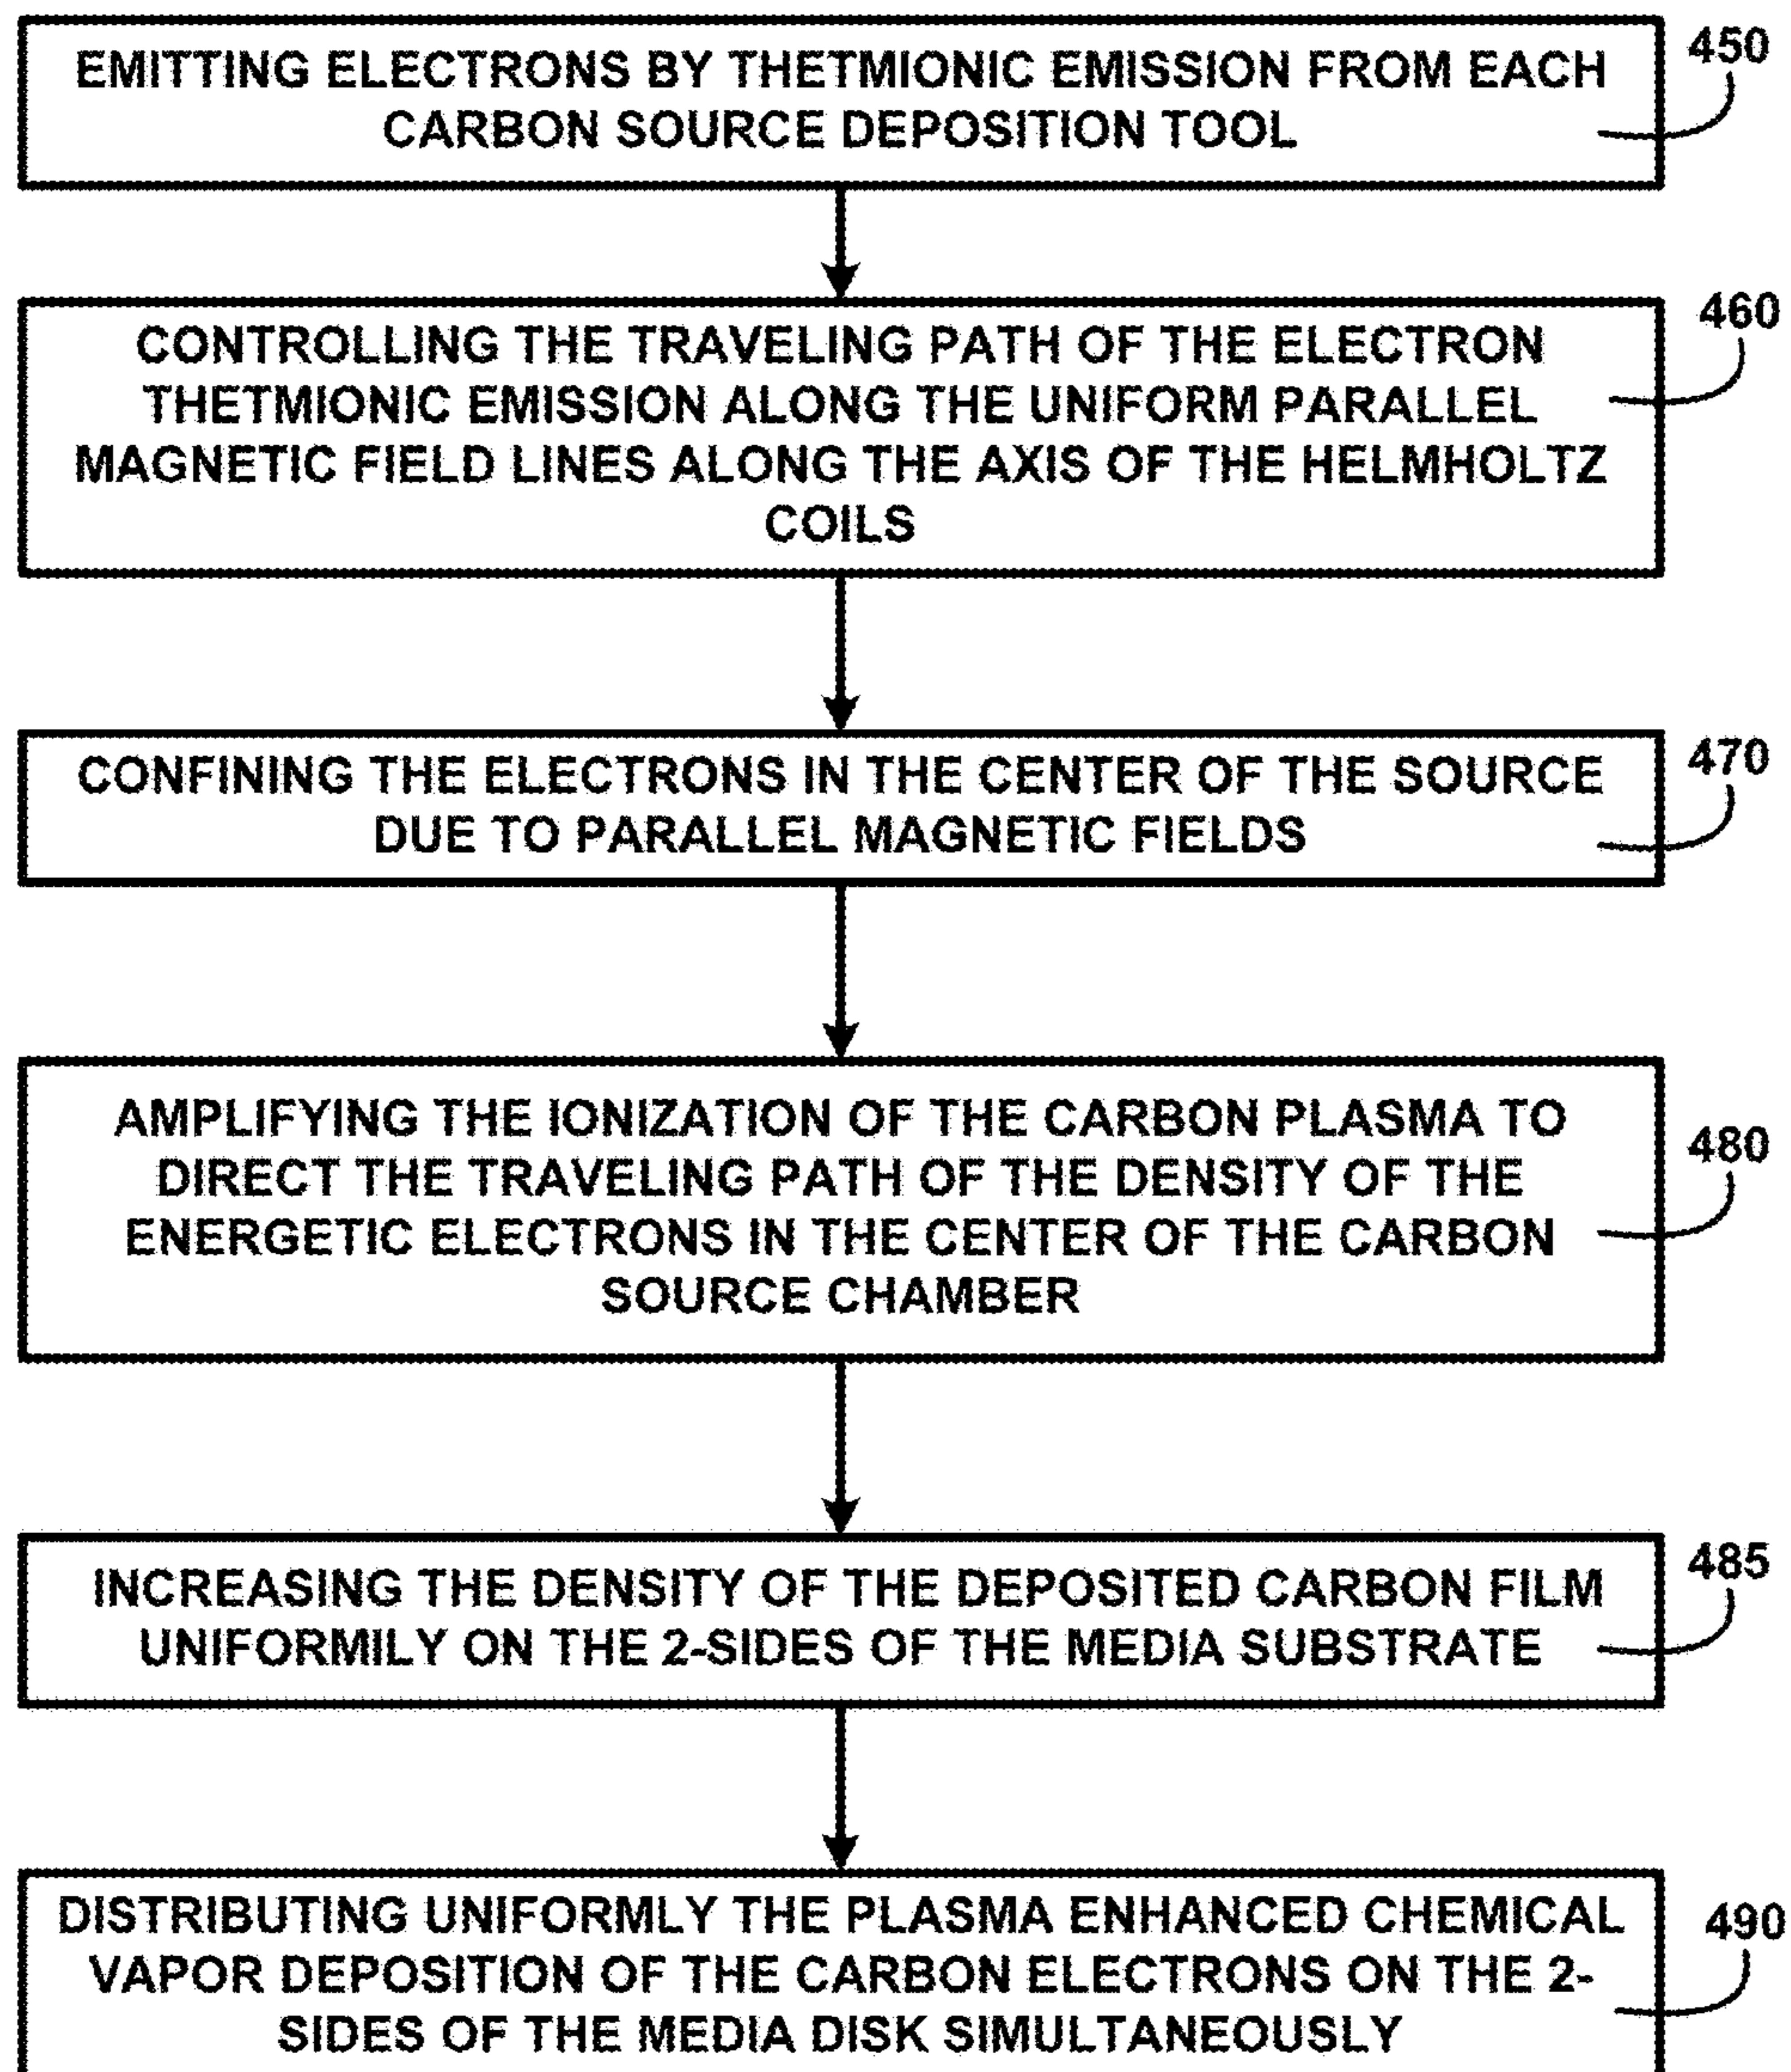 EMITTING ELECTRONS BY THETMIONIC EMISSION FROM EACH
CARBON SOURCE DEPOSITION TOOL
450
CONTROLLING THE TRAVELING PATH OF THE ELECTRON
THETMIONIC EMISSION ALONG THE UNIFORM PARALLEL
MAGNETIC FIELD LINES ALONG THE AXIS OF THE HELMHOLTZ
COILS
460
CONFINING THE ELECTRONS IN THE CENTER OF THE SOURCE
DUE TO PARALLEL MAGNETIC FIELDS
470
AMPLIFYING THE IONIZATION OF THE CARBON PLASMA TO
DIRECT THE TRAVELING PATH OF THE DENSITY OF THE
ENERGETIC ELECTRONS IN THE CENTER OF THE CARBON
SOURCE CHAMBER
480
INCREASING THE DENSITY OF THE DEPOSITED CARBON FILM
UNIFORMILY ON THE 2-SIDES OF THE MEDIA SUBSTRATE
485
DISTRIBUTING UNIFORMLY THE PLASMA ENHANCED CHEMICAL
VAPOR DEPOSITION OF THE CARBON ELECTRONS ON THE 2-
SIDES OF THE MEDIA DISK SIMULTANEOUSLY
490